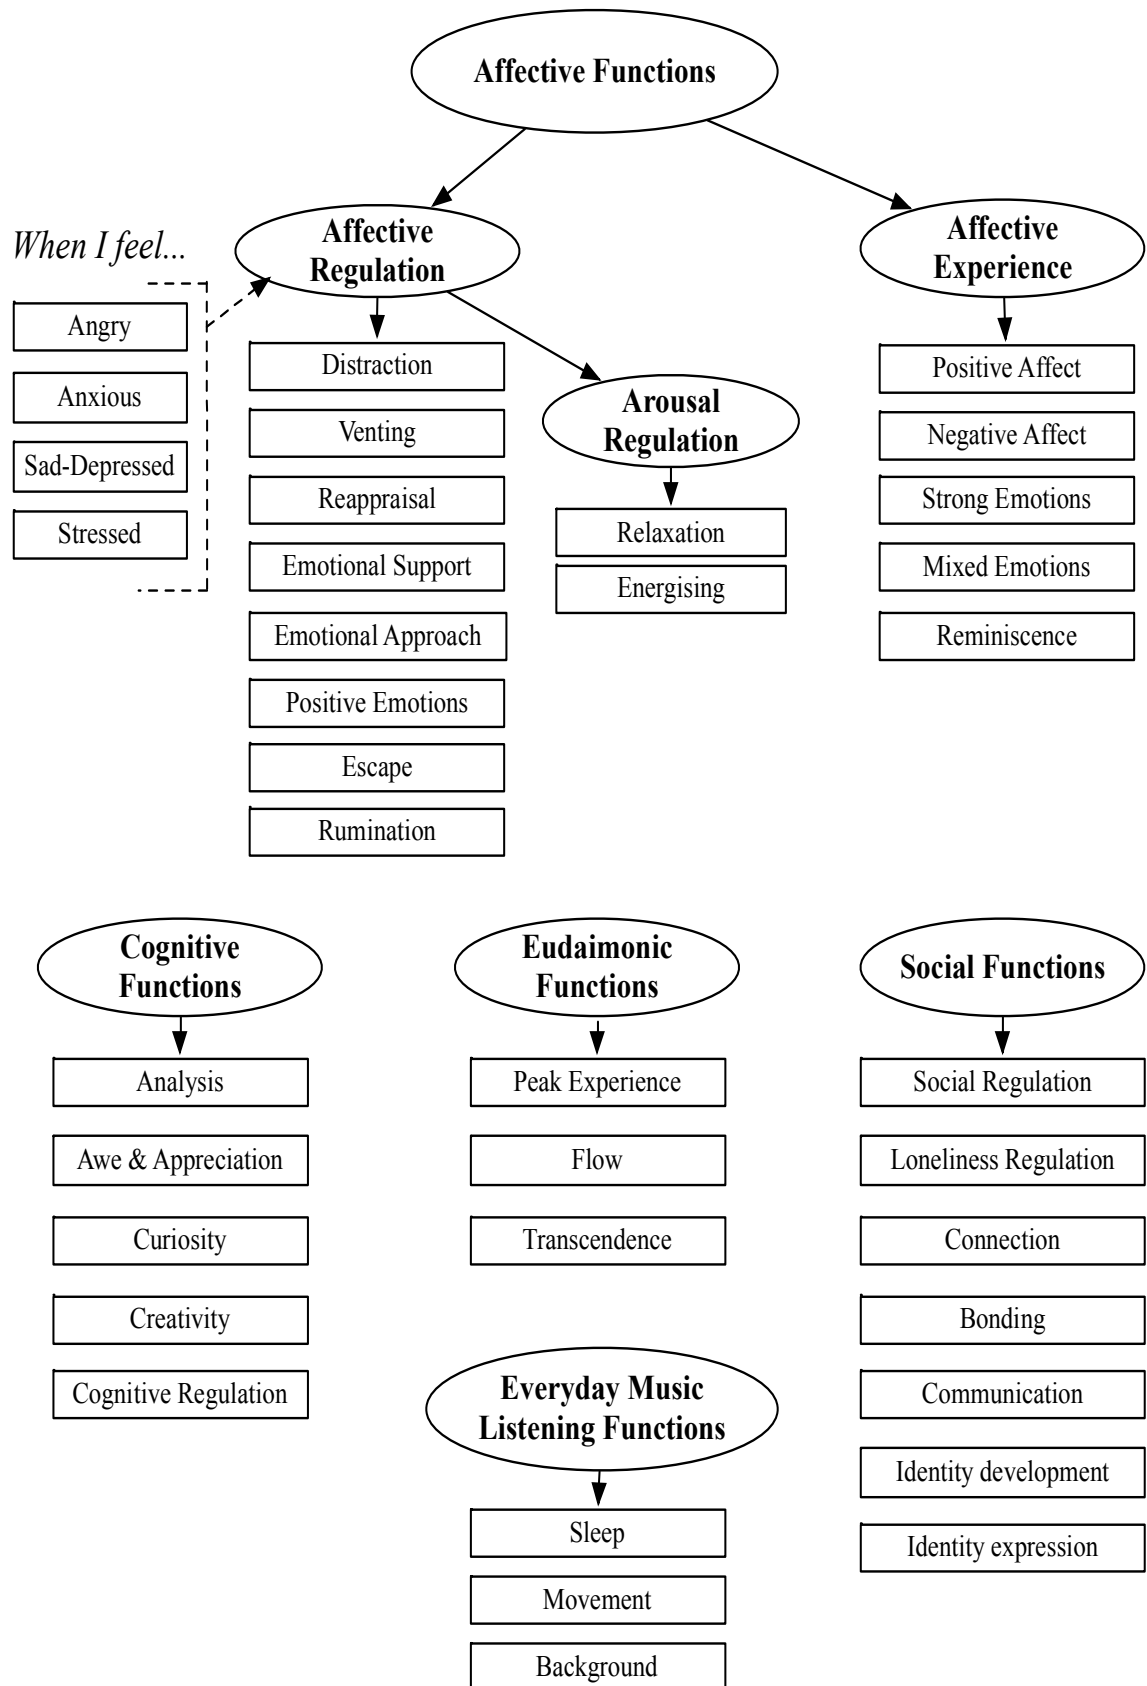 Affective Functions
When I feel...
Angry
Anxious
Sad-Depressed
Stressed
Affective
Regulation
Distraction
Venting
Reappraisal
Emotional Support
Emotional Approach
Positive Emotions
Escape
Rumination
Arousal
Regulation
Relaxation
Energising
Affective
Experience
Positive Affect
Negative Affect
Strong Emotions
Mixed Emotions
Reminiscence
Cognitive
Functions
Analysis
Awe & Appreciation
Curiosity
Creativity
Cognitive Regulation
Eudaimonic
Functions
Peak Experience
Flow
Transcendence
Everyday Music
Listening Functions
Sleep
Movement
Background
Social Functions
Social Regulation
Loneliness Regulation
Connection
Bonding
Communication
Identity development
Identity expression